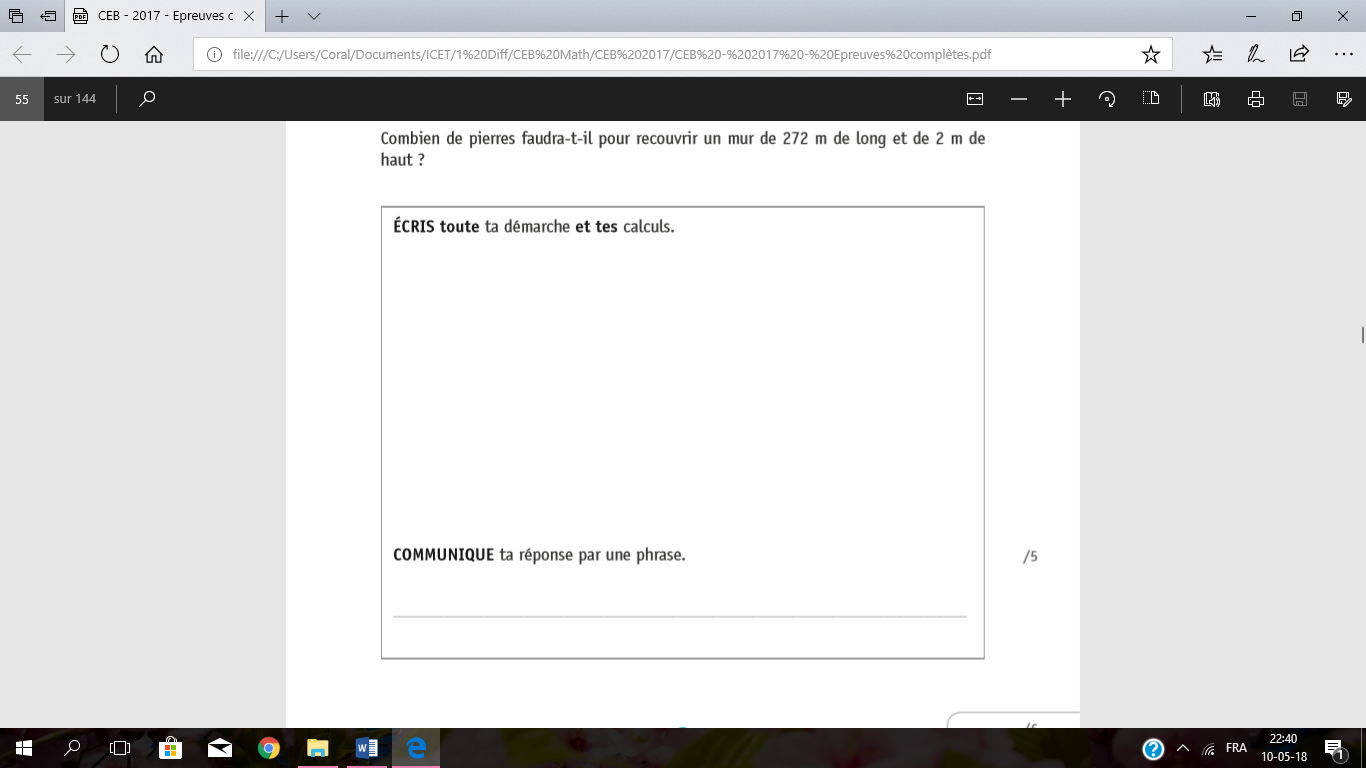 CEB - 2017 - Epreuves c
file:///C:/Users/Coral/Documents/ICET/1%20Diff/CEB%20Math/CEB%202017/CEB%20-%202017%20-%20Epreuves%20complètes.pdf
55 sur 144
Combien de pierres faudra-t-il pour recouvrir un mur de 272 m de long et de 2 m de
haut ?
ÉCRIS toute ta démarche et tes calculs.
COMMUNIQUE ta réponse par une phrase.
/5
FRA
22:40
10-05-18
1